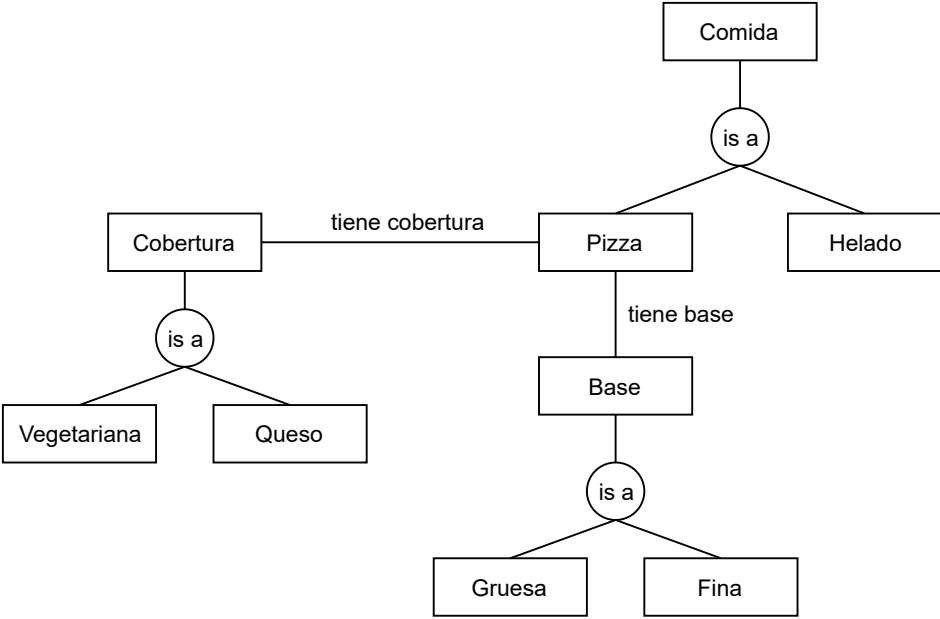 Comida
is a
tiene cobertura
Cobertura
Pizza
Helado
tiene base
is a
Base
Vegetariana
Queso
is a
Gruesa
Fina